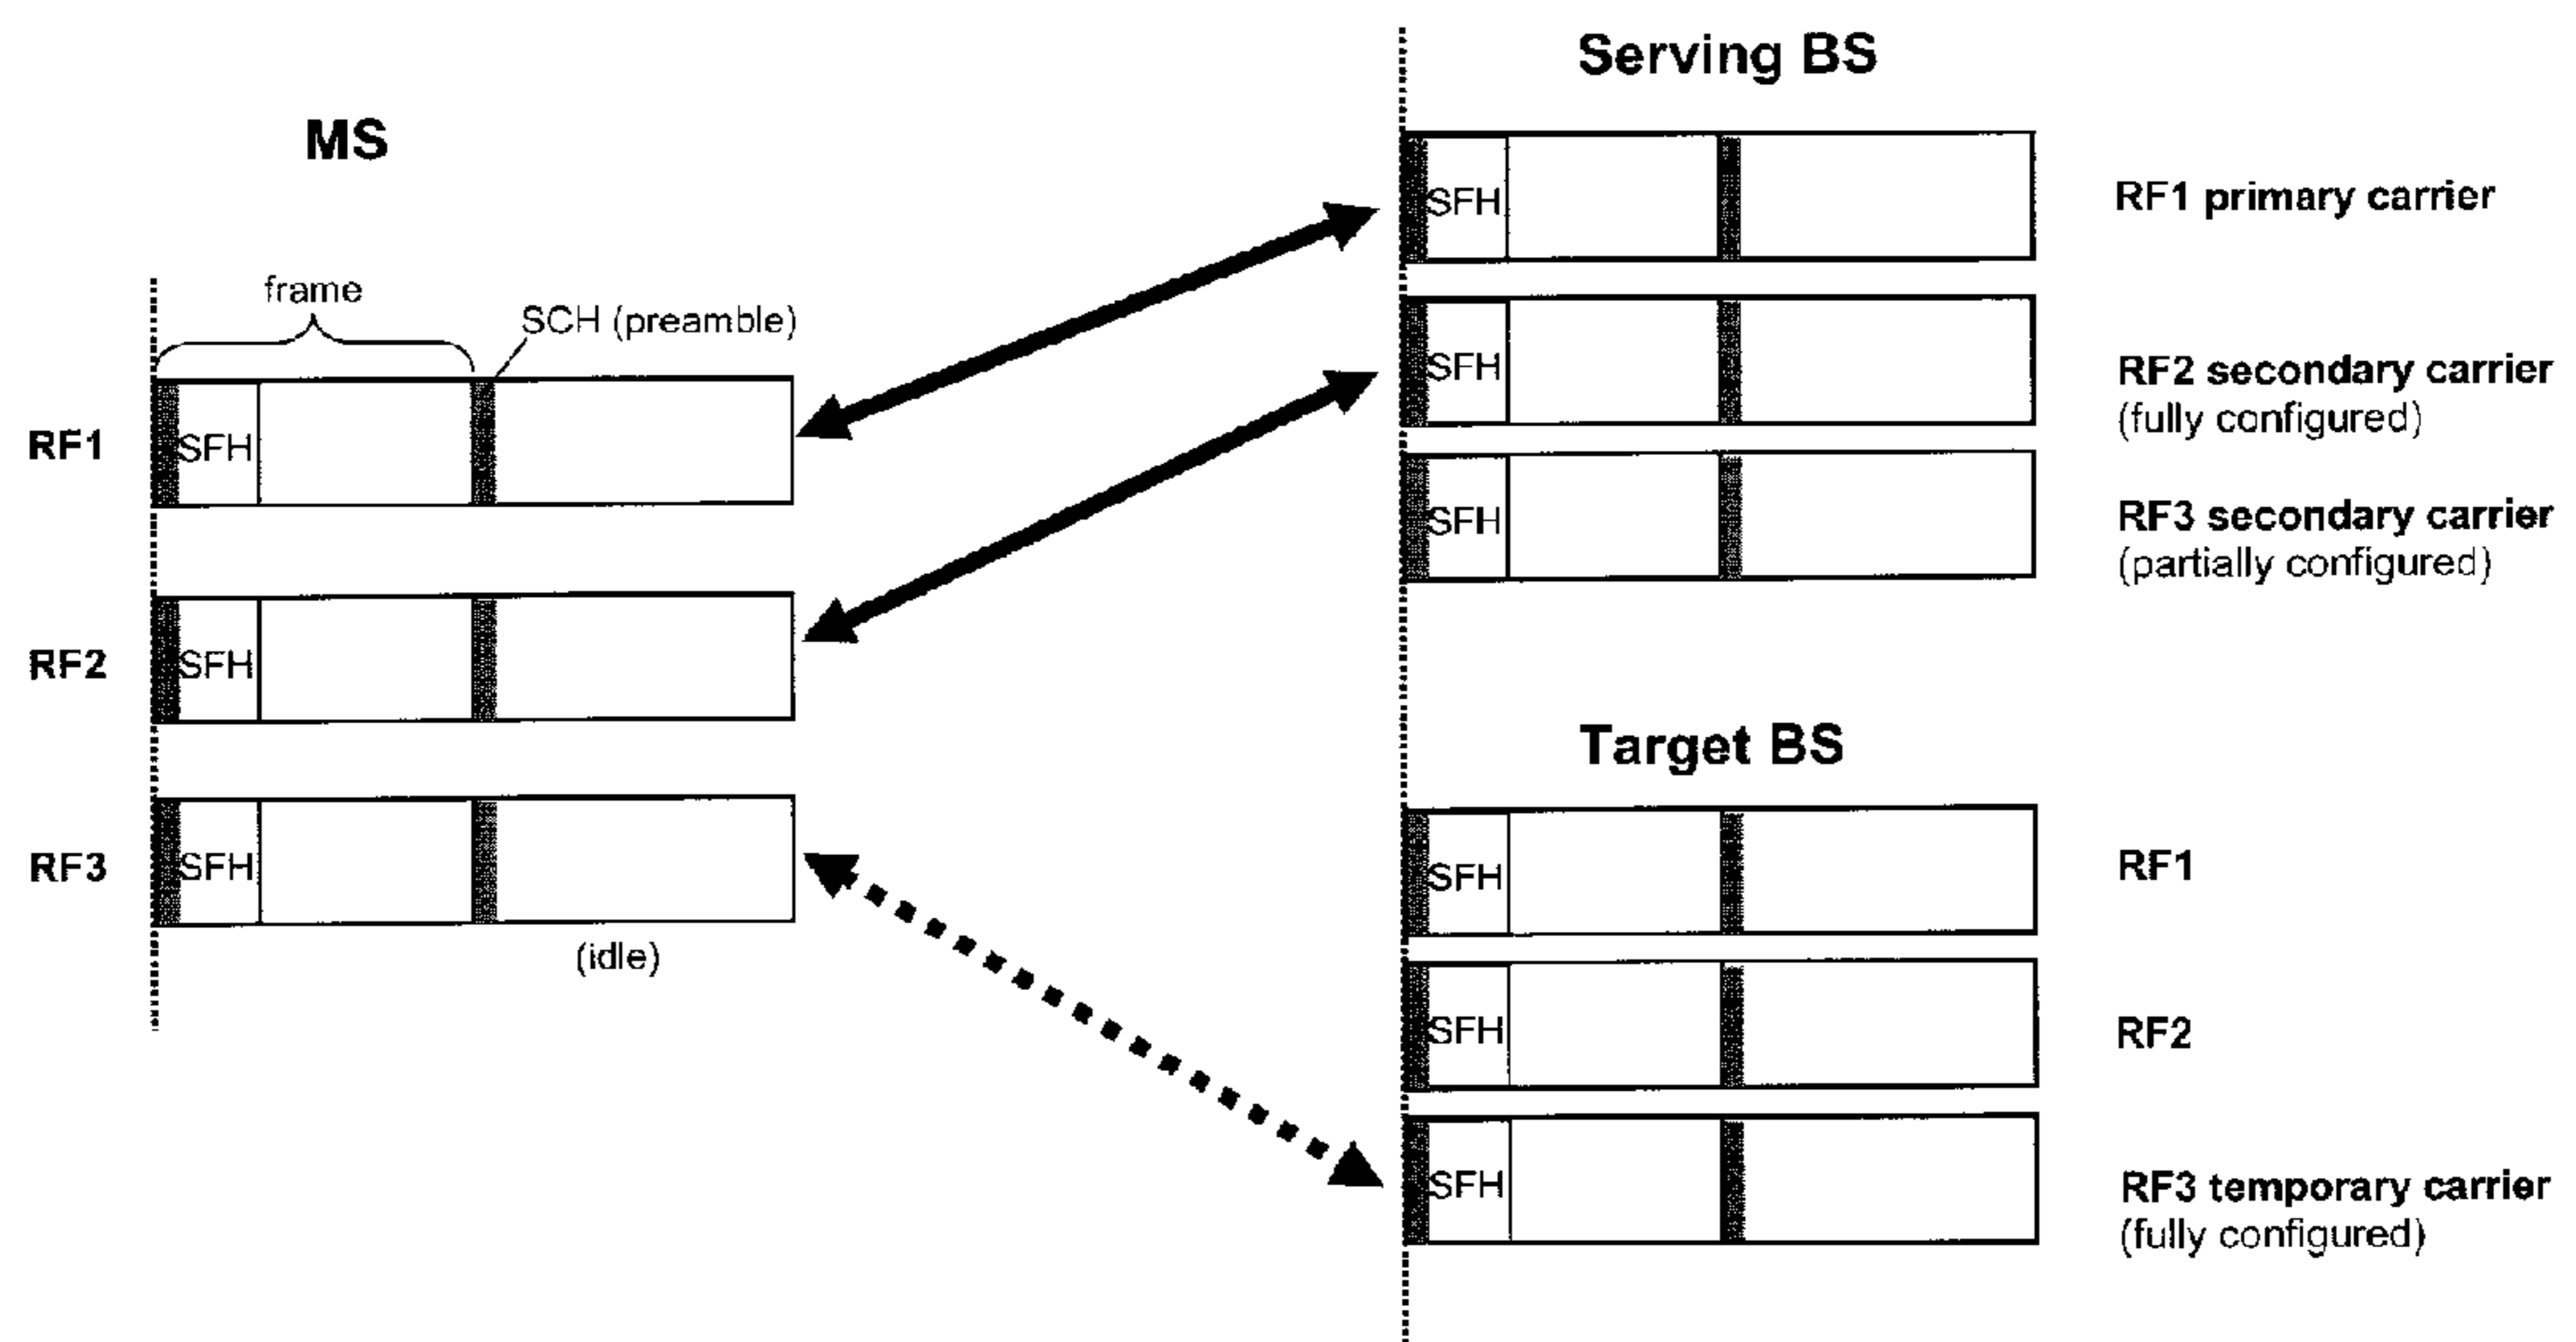 MS
frame
SCH (preamble)
RF1
SFH
RF2
SFH
RF3
SFH
(idle)
Serving BS
SFH
RF1 primary carrier
SFH
RF2 secondary carrier
(fully configured)
SFH
RF3 secondary carrier
(partially configured)
Target BS
SFH
RF1
SFH
RF2
SFH
RF3 temporary carrier
(fully configured)